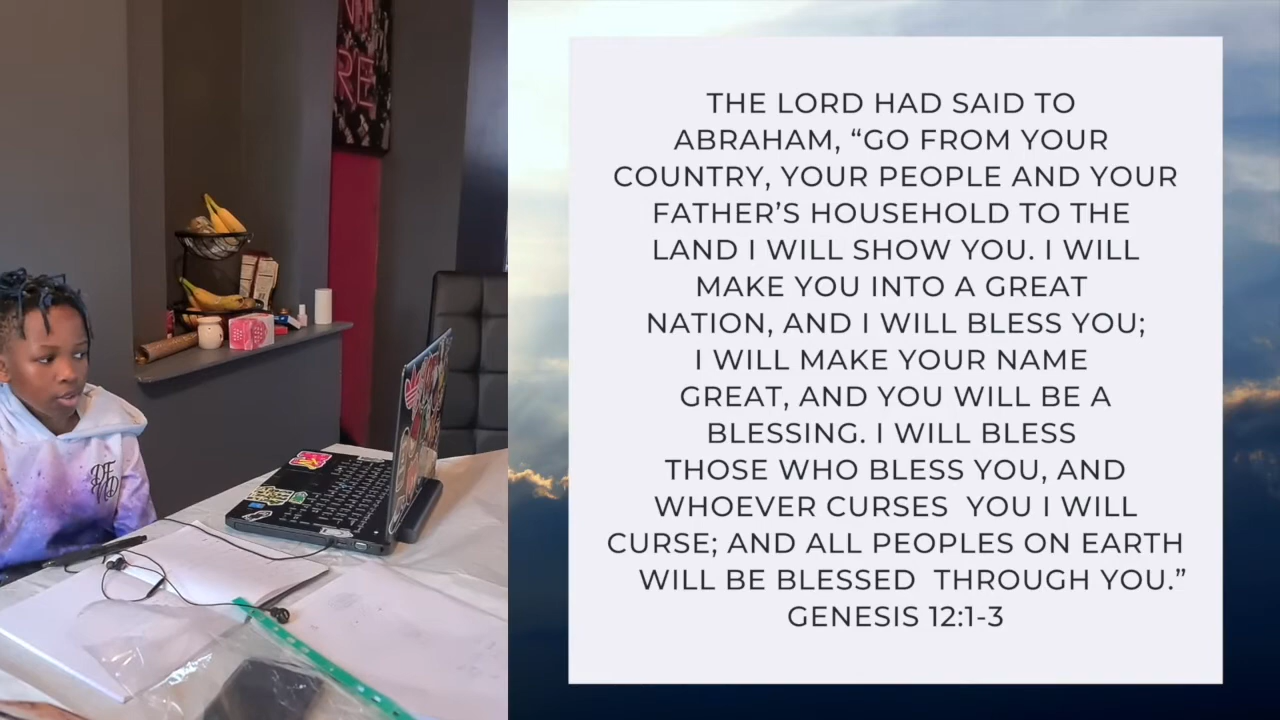 RE
THE LORD HAD SAID TO
ABRAHAM, “GO FROM YOUR
COUNTRY, YOUR PEOPLE AND YOUR
FATHER’S HOUSEHOLD TO THE
LAND I WILL SHOW YOU. I WILL
MAKE YOU INTO A GREAT
NATION, AND I WILL BLESS YOU;
I WILL MAKE YOUR NAME
GREAT, AND YOU WILL BE A
BLESSING. I WILL BLESS
THOSE WHO BLESS YOU, AND
WHOEVER CURSES YOU I WILL
CURSE; AND ALL PEOPLES ON EARTH
WILL BE BLESSED THROUGH YOU.”
GENESIS 12:1-3